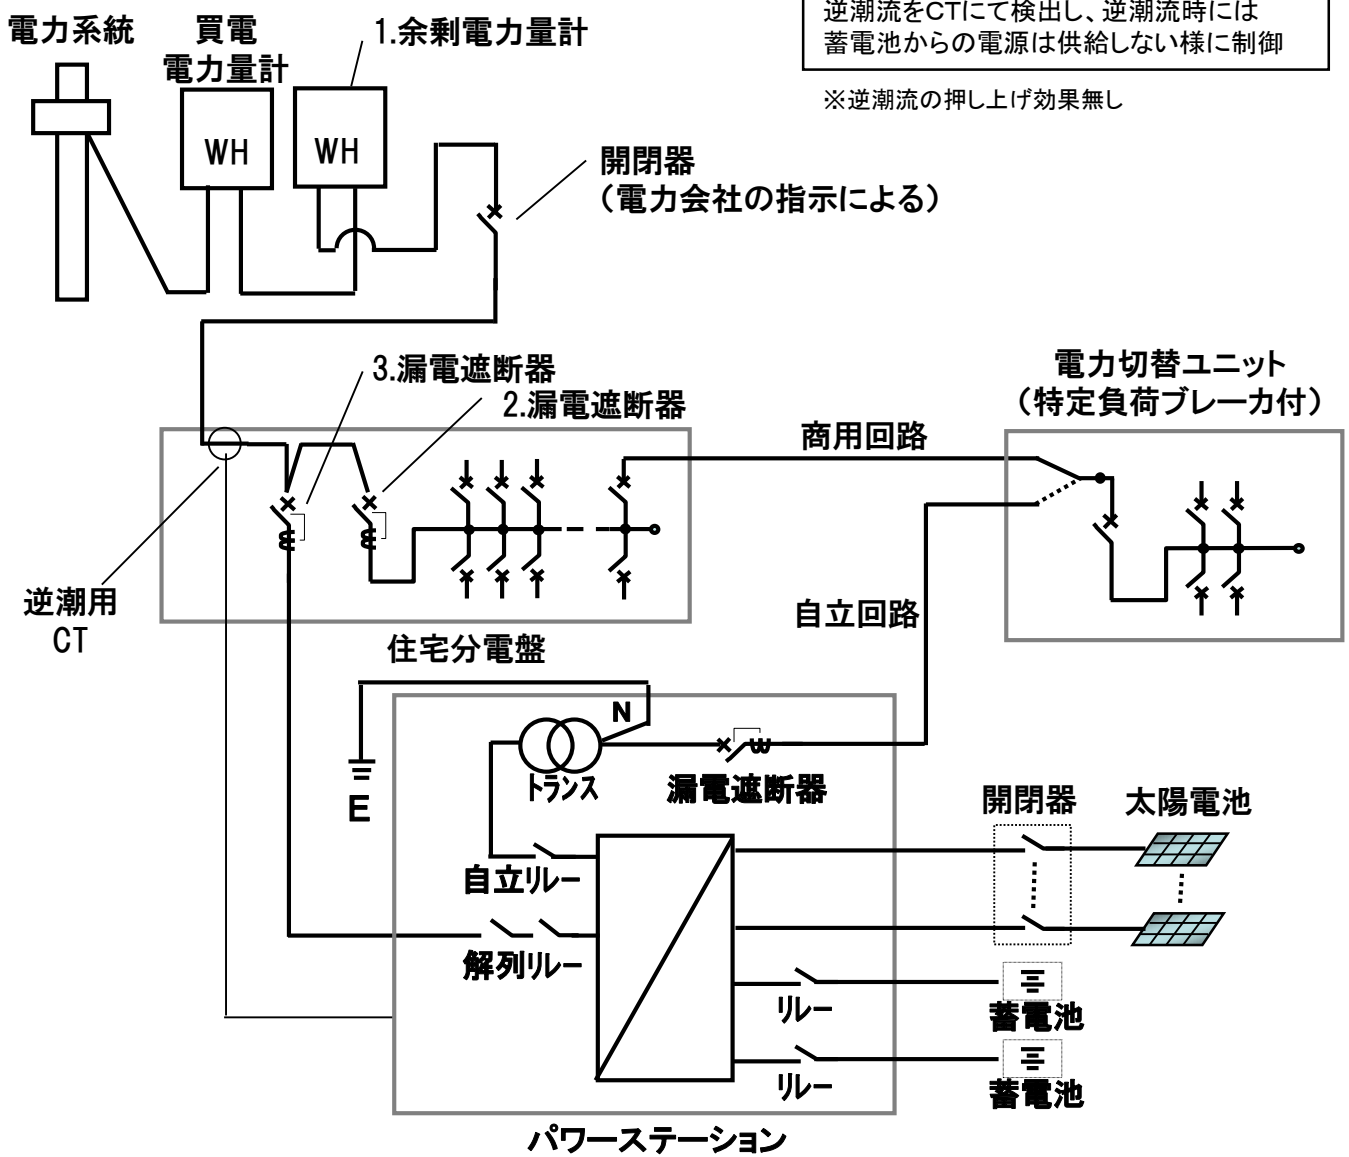 逆潮流をCTにて検出し、逆潮流時には
蓄電池からの電源は供給しない様に制御
※逆潮流の押し上げ効果無し
電力系統
買電
電力量計
1.余剰電力量計
WH
WH
開閉器
（電力会社の指示による）
3.漏電遮断器
2.漏電遮断器
電力切替ユニット
（特定負荷ブレーカ付）
商用回路
逆潮用
CT
自立回路
住宅分電盤
N
E
トランス
漏電遮断器
開閉器
太陽電池
自立リレー
解列リレー
リレー
蓄電池
リレー
蓄電池
パワーステーション